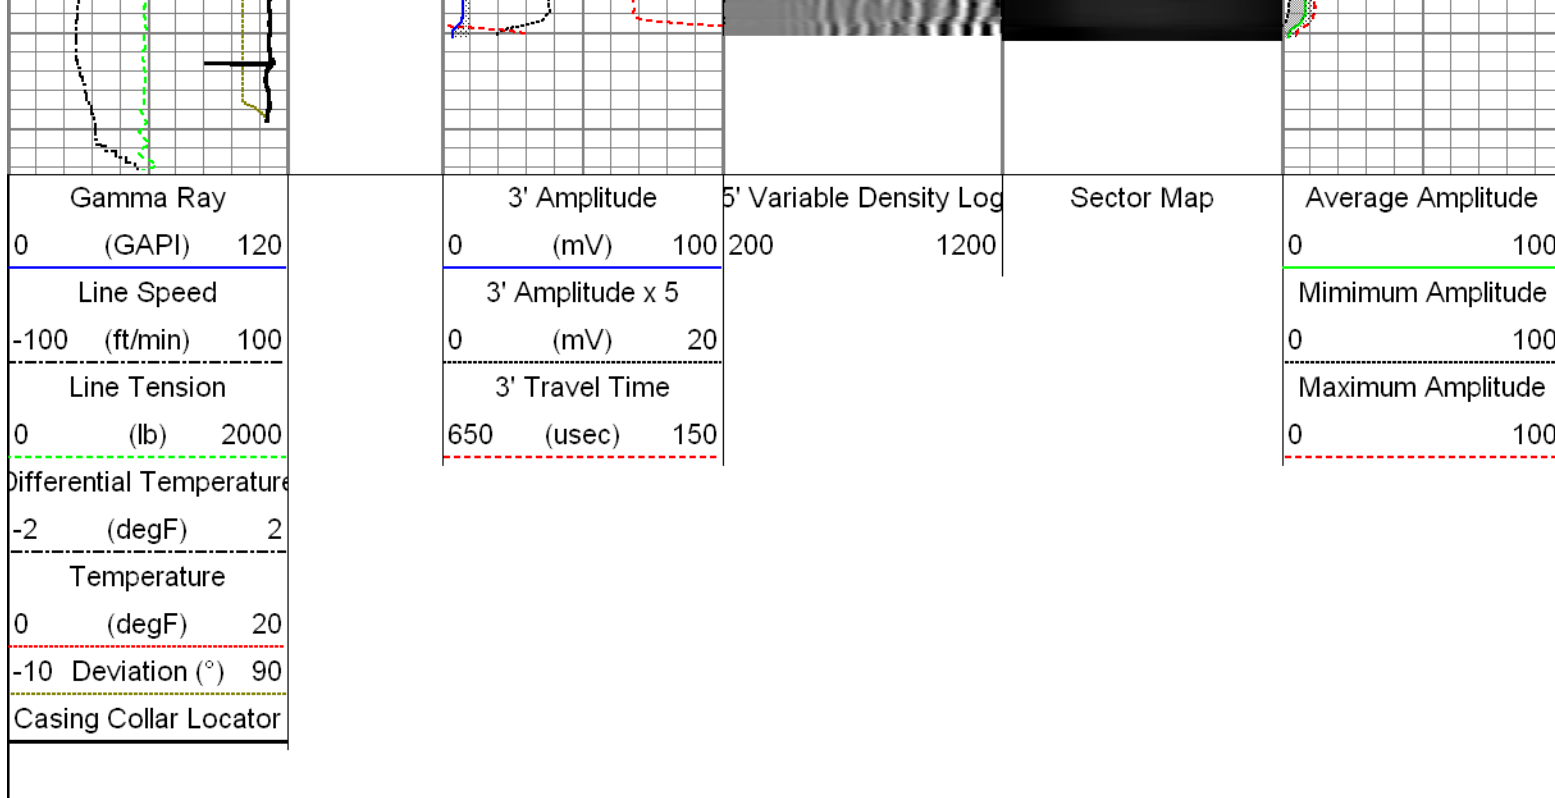 Gamma Ray
0 (GAPI) 120
Line Speed
-100 (ft/min) 100
Line Tension
0 (lb) 2000
Differential Temperature
-2 (degF) 2
Temperature
0 (degF) 20
-10 Deviation (°) 90
Casing Collar Locator
3' Amplitude
0 (mV) 100
3' Amplitude x 5
0 (mV) 20
3' Travel Time
650 (usec) 150
5' Variable Density Log
200 1200
Sector Map
Average Amplitude
0 100
Mimimum Amplitude
0 100
Maximum Amplitude
0 100